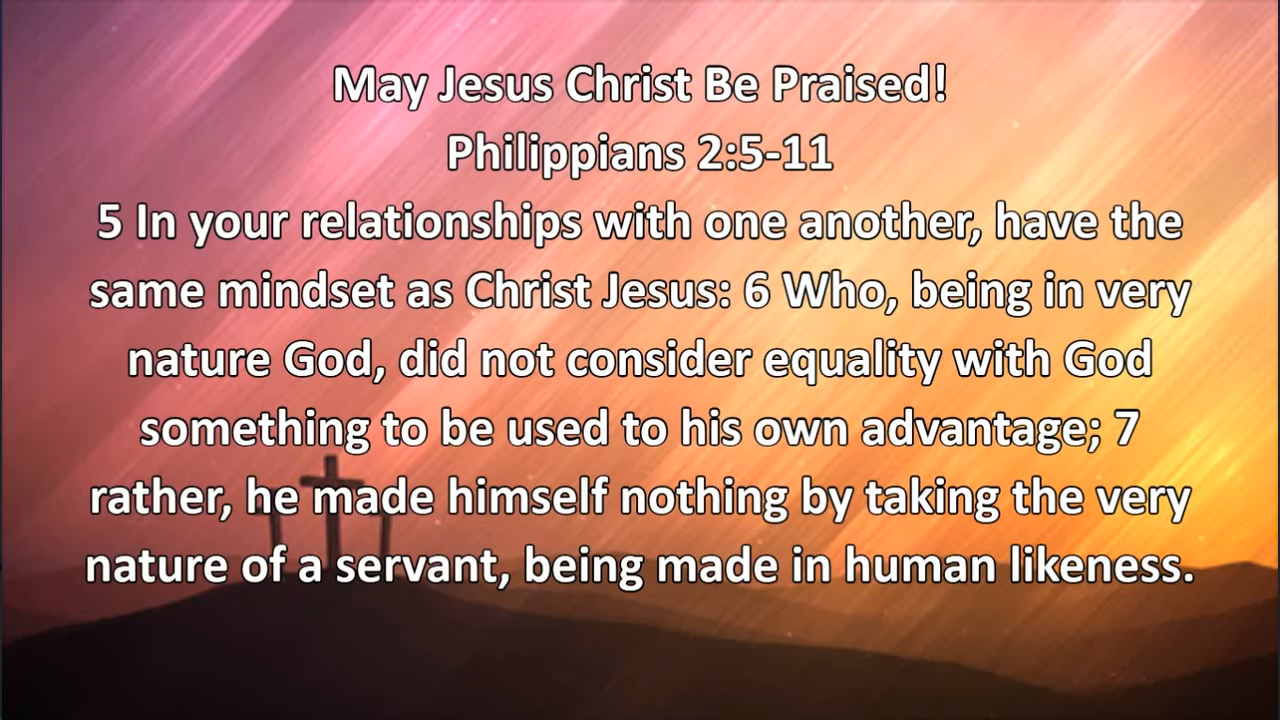 May Jesus Christ Be Praised!
Philippians 2:5-11
5 In your relationships with one another, have the
same mindset as Christ Jesus: 6 Who, being in very
nature God, did not consider equality with God
something to be used to his own advantage; 7
rather, he made himself nothing by taking the very
nature of a servant, being made in human likeness.